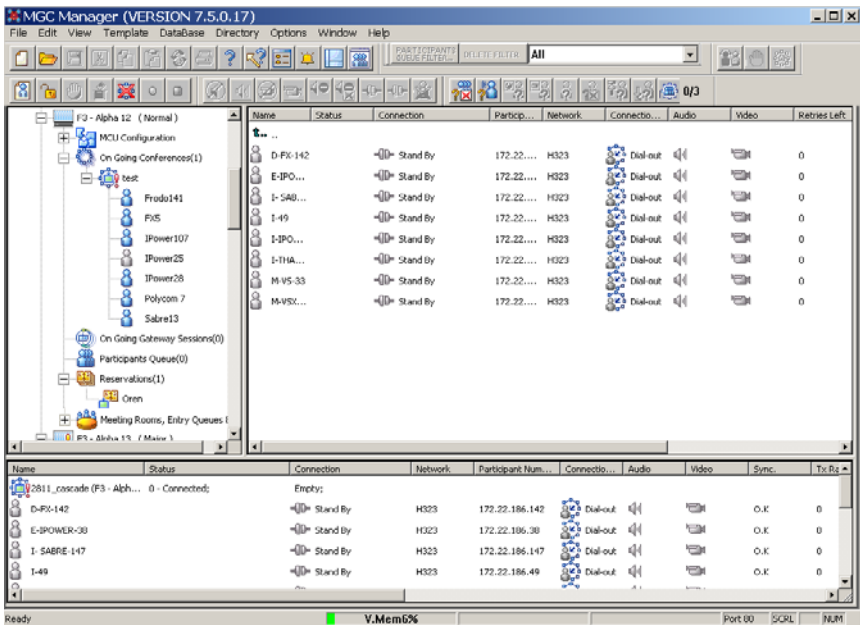 MGC Manager (VERSION 7.5.0.17)
File Edit View Template DataBase Directory Options Window Help
PARTICIPANTS QUEUE FILTER... DELETE FILTER All
0/3
F3 - Alpha 12 (Normal)
MCU Configuration
On Going Conferences(1)
test
Frodo141
FX5
IPower107
IPower25
IPower28
Polycom 7
Sabre13
On Going Gateway Sessions(0)
Participants Queue(0)
Reservations(1)
Oren
Meeting Rooms, Entry Queues
F3 - Alpha 13 (Major)
Name Status Connection Particip... Network Connectio... Audio Video Retries Left
..
D-FX-142 Stand By 172.22.... H323 Dial-out 0
E-IPO... Stand By 172.22.... H323 Dial-out 0
I- SAB... Stand By 172.22.... H323 Dial-out 0
I-49 Stand By 172.22.... H323 Dial-out 0
I-IPO... Stand By 172.22.... H323 Dial-out 0
I-THA... Stand By 172.22.... H323 Dial-out 0
M-VS-33 Stand By 172.22.... H323 Dial-out 0
M-VSX... Stand By 172.22.... H323 Dial-out 0
Name Status Connection Network Participant Num... Connectio... Audio Video Sync. Tx Ra
2811_cascade (F3 - Alph... 0 - Connected; Empty;
D-FX-142 Stand By H323 172.22.186.142 Dial-out O.K 0
E-IPOWER-38 Stand By H323 172.22.186.38 Dial-out O.K 0
I- SABRE-147 Stand By H323 172.22.186.147 Dial-out O.K 0
I-49 Stand By H323 172.22.186.49 Dial-out O.K 0
Ready V.Mem6% Port 80 SCRL NUM